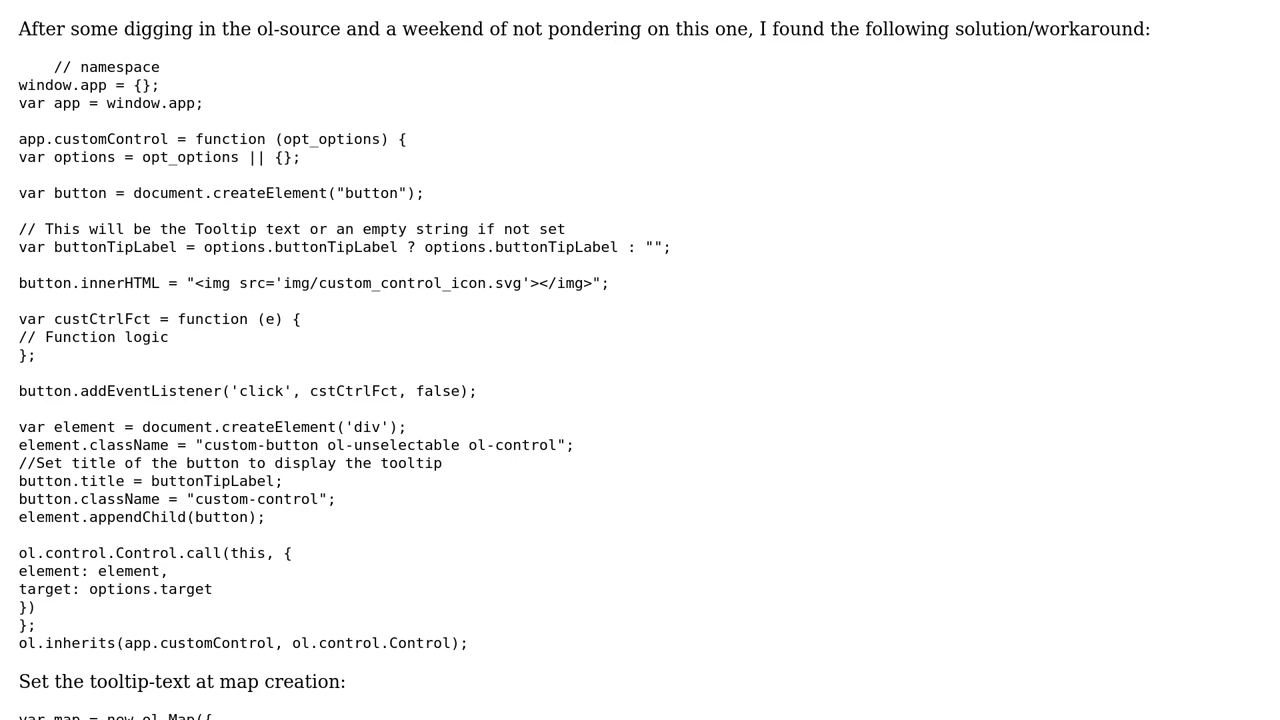 After some digging in the ol-source and a weekend of not pondering on this one, I found the following solution/workaround:
// namespace
window.app = {};
var app = window.app;
app.customControl = function (opt_options) {
var options = opt_options || {};
var button = document.createElement("button");
// This will be the Tooltip text or an empty string if not set
var buttonTipLabel = options.buttonTipLabel ? options.buttonTipLabel : "";
button.innerHTML = "<img src='img/custom_control_icon.svg'></img>";
var custCtrlFct = function (e) {
// Function logic
};
button.addEventListener('click', cstCtrlFct, false);
var element = document.createElement('div');
element.className = "custom-button ol-unselectable ol-control";
//Set title of the button to display the tooltip
button.title = buttonTipLabel;
button.className = "custom-control";
element.appendChild(button);
ol.control.Control.call(this, {
element: element,
target: options.target
})
};
ol.inherits(app.customControl, ol.control.Control);
Set the tooltip-text at map creation:
var map = new ol.Map({